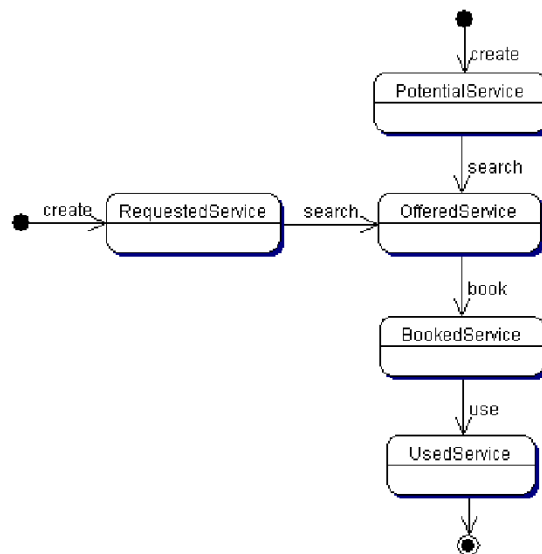 create
PotentialService
search
create
RequestedService
search
OfferedService
book
BookedService
use
UsedService